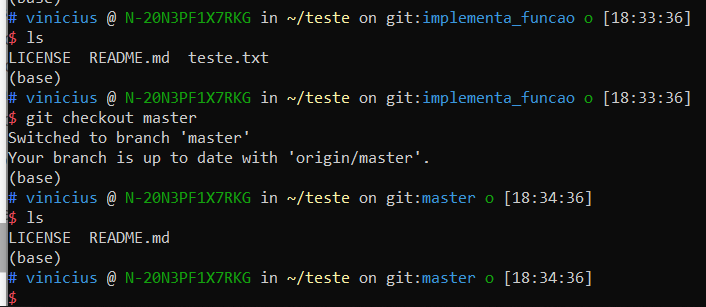 (base)
# vinicius @ N-20N3PF1X7RKG in ~/teste on git:implementa_funcao o [18:33:36]
$ ls
LICENSE  README.md  teste.txt
(base)
# vinicius @ N-20N3PF1X7RKG in ~/teste on git:implementa_funcao o [18:33:36]
$ git checkout master
Switched to branch 'master'
Your branch is up to date with 'origin/master'.
(base)
# vinicius @ N-20N3PF1X7RKG in ~/teste on git:master o [18:34:36]
$ ls
LICENSE  README.md
(base)
# vinicius @ N-20N3PF1X7RKG in ~/teste on git:master o [18:34:36]
$